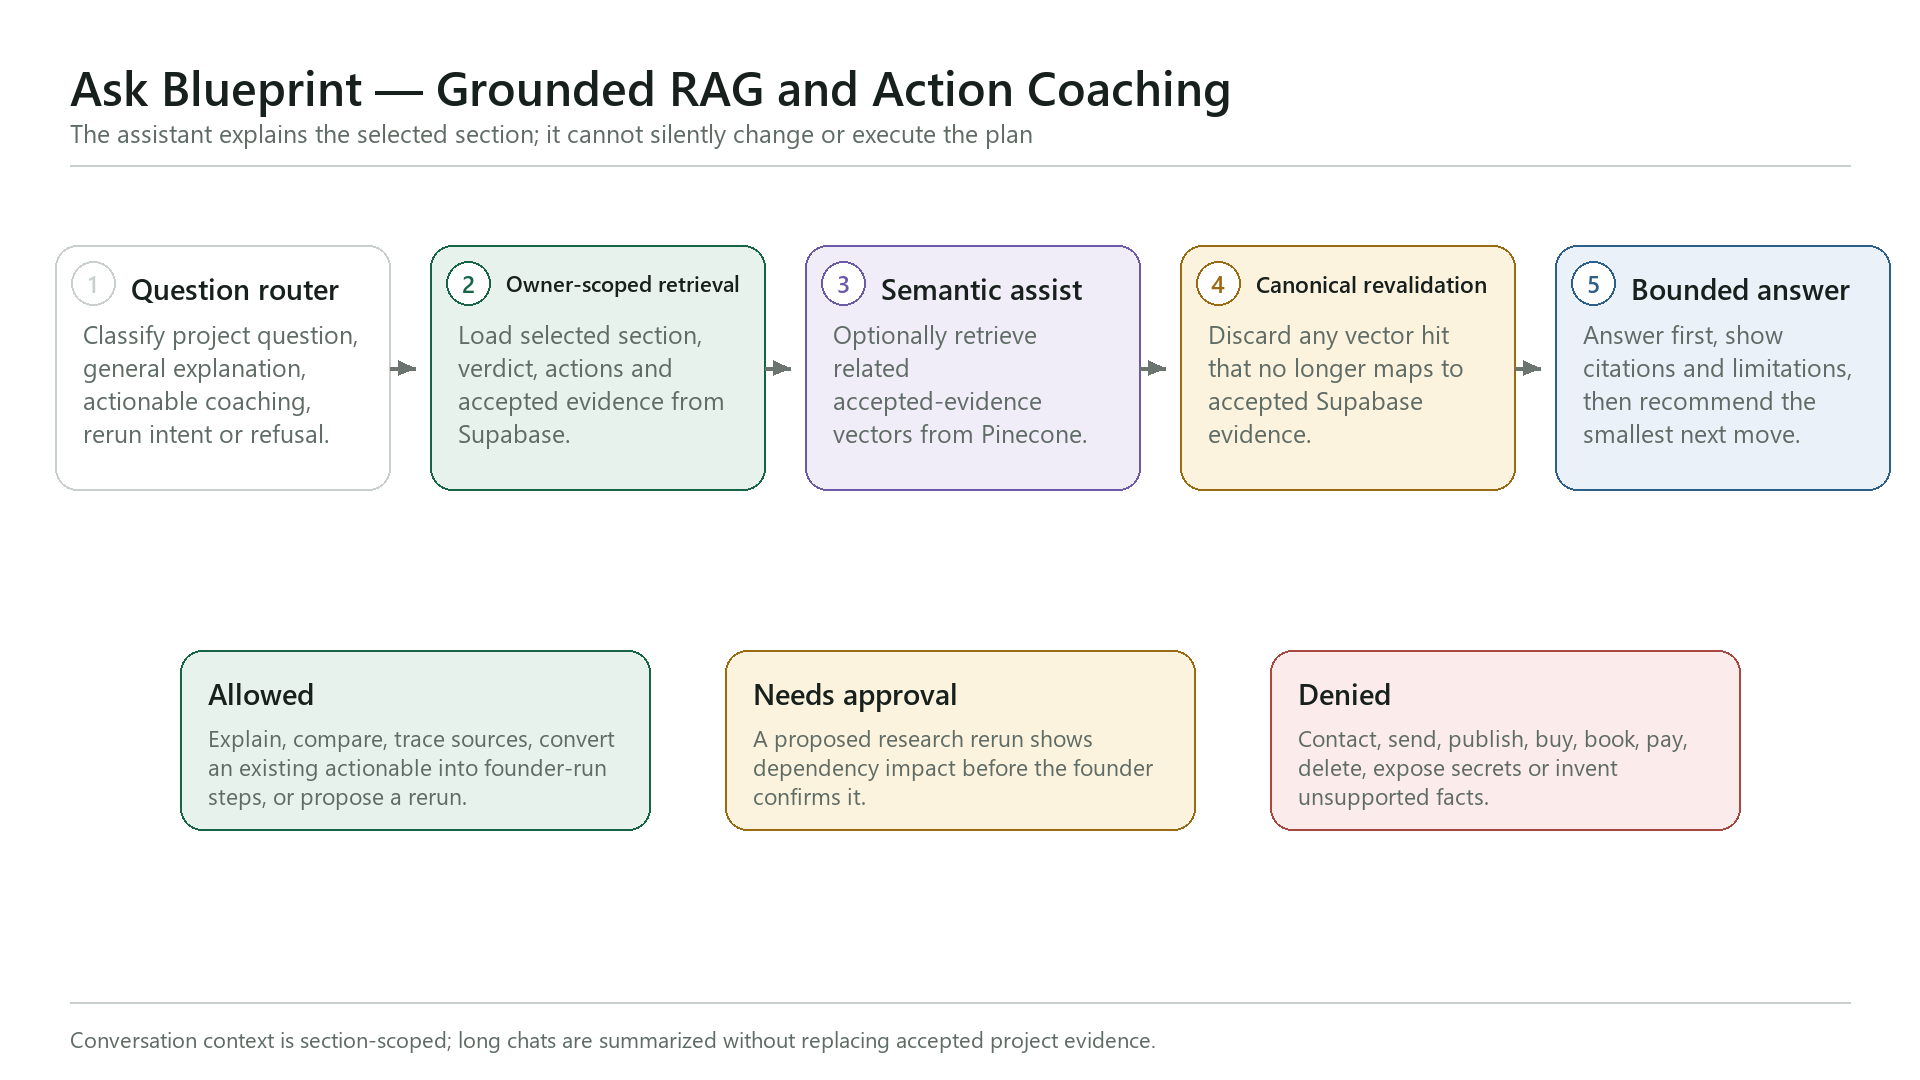 Ask Blueprint — Grounded RAG and Action Coaching
The assistant explains the selected section; it cannot silently change or execute the plan
1 Question router
Classify project question,
general explanation,
actionable coaching,
rerun intent or refusal.
2 Owner-scoped retrieval
Load selected section,
verdict, actions and
accepted evidence from
Supabase.
3 Semantic assist
Optionally retrieve
related
accepted-evidence
vectors from Pinecone.
4 Canonical revalidation
Discard any vector hit
that no longer maps to
accepted Supabase
evidence.
5 Bounded answer
Answer first, show
citations and limitations,
then recommend the
smallest next move.
Allowed
Explain, compare, trace sources, convert
an existing actionable into founder-run
steps, or propose a rerun.
Needs approval
A proposed research rerun shows
dependency impact before the founder
confirms it.
Denied
Contact, send, publish, buy, book, pay,
delete, expose secrets or invent
unsupported facts.
Conversation context is section-scoped; long chats are summarized without replacing accepted project evidence.